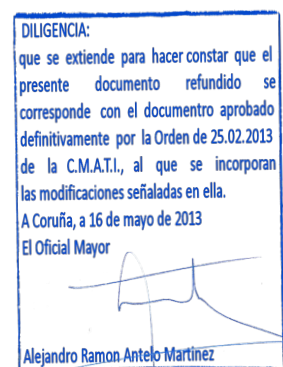 DILIGENCIA:
que se extiende para hacer constar que el
presente documento refundido se
corresponde con el documentro aprobado
definitivamente por la Orden de 25.02.2013
de la C.M.A.T.I., al que se incorporan
las modificaciones señaladas en ella.
A Coruña, a 16 de mayo de 2013
El Oficial Mayor
Alejandro Ramon Antelo Martinez